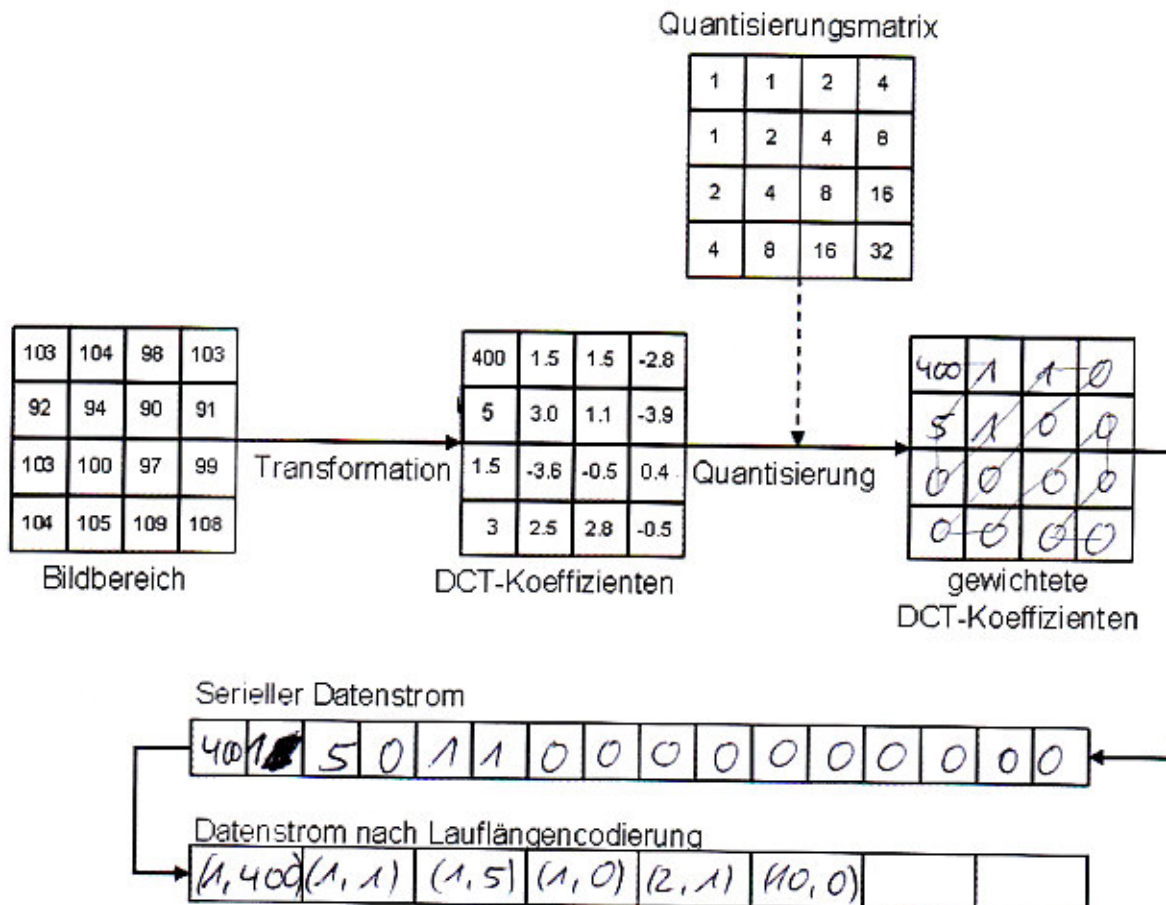 Quantisierungsmatrix
1 1 2 4
1 2 4 8
2 4 8 16
4 8 16 32
103 104 98 103
92 94 90 91
103 100 97 99
104 105 109 108
Bildbereich
Transformation
400 1.5 1.5 -2.8
5 3.0 1.1 -3.9
1.5 -3.6 -0.5 0.4
3 2.5 2.8 -0.5
DCT-Koeffizienten
Quantisierung
400 1 1 0
5 1 0 0
0 0 0 0
0 0 0 0
gewichtete
DCT-Koeffizienten
Serieller Datenstrom
400 1 5 0 1 1 0 0 0 0 0 0 0 0 0 0
Datenstrom nach Lauflängencodierung
(1,400) (1,1) (1,5) (1,0) (2,1) (10,0)